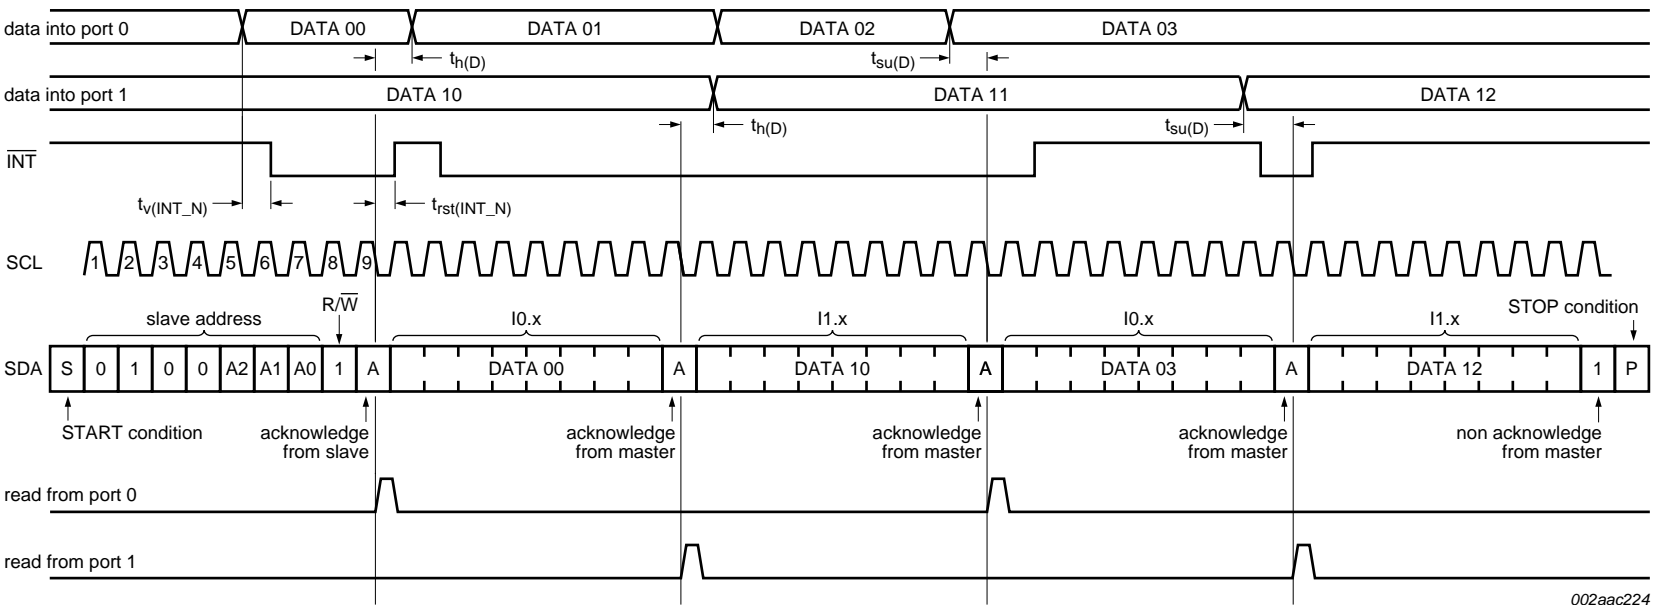 data into port 0 DATA 00 DATA 01 DATA 02 DATA 03
th(D) tsu(D)
data into port 1 DATA 10 DATA 11 DATA 12
th(D) tsu(D)
INT
tv(INT_N) trst(INT_N)
SCL 1 2 3 4 5 6 7 8 9
R/W STOP condition
slave address I0.x I1.x I0.x I1.x
SDA S 0 1 0 0 A2 A1 A0 1 A DATA 00 A DATA 10 A DATA 03 A DATA 12 1 P
START condition acknowledge acknowledge acknowledge acknowledge non acknowledge
from slave from master from master from master from master
read from port 0
read from port 1
002aac224